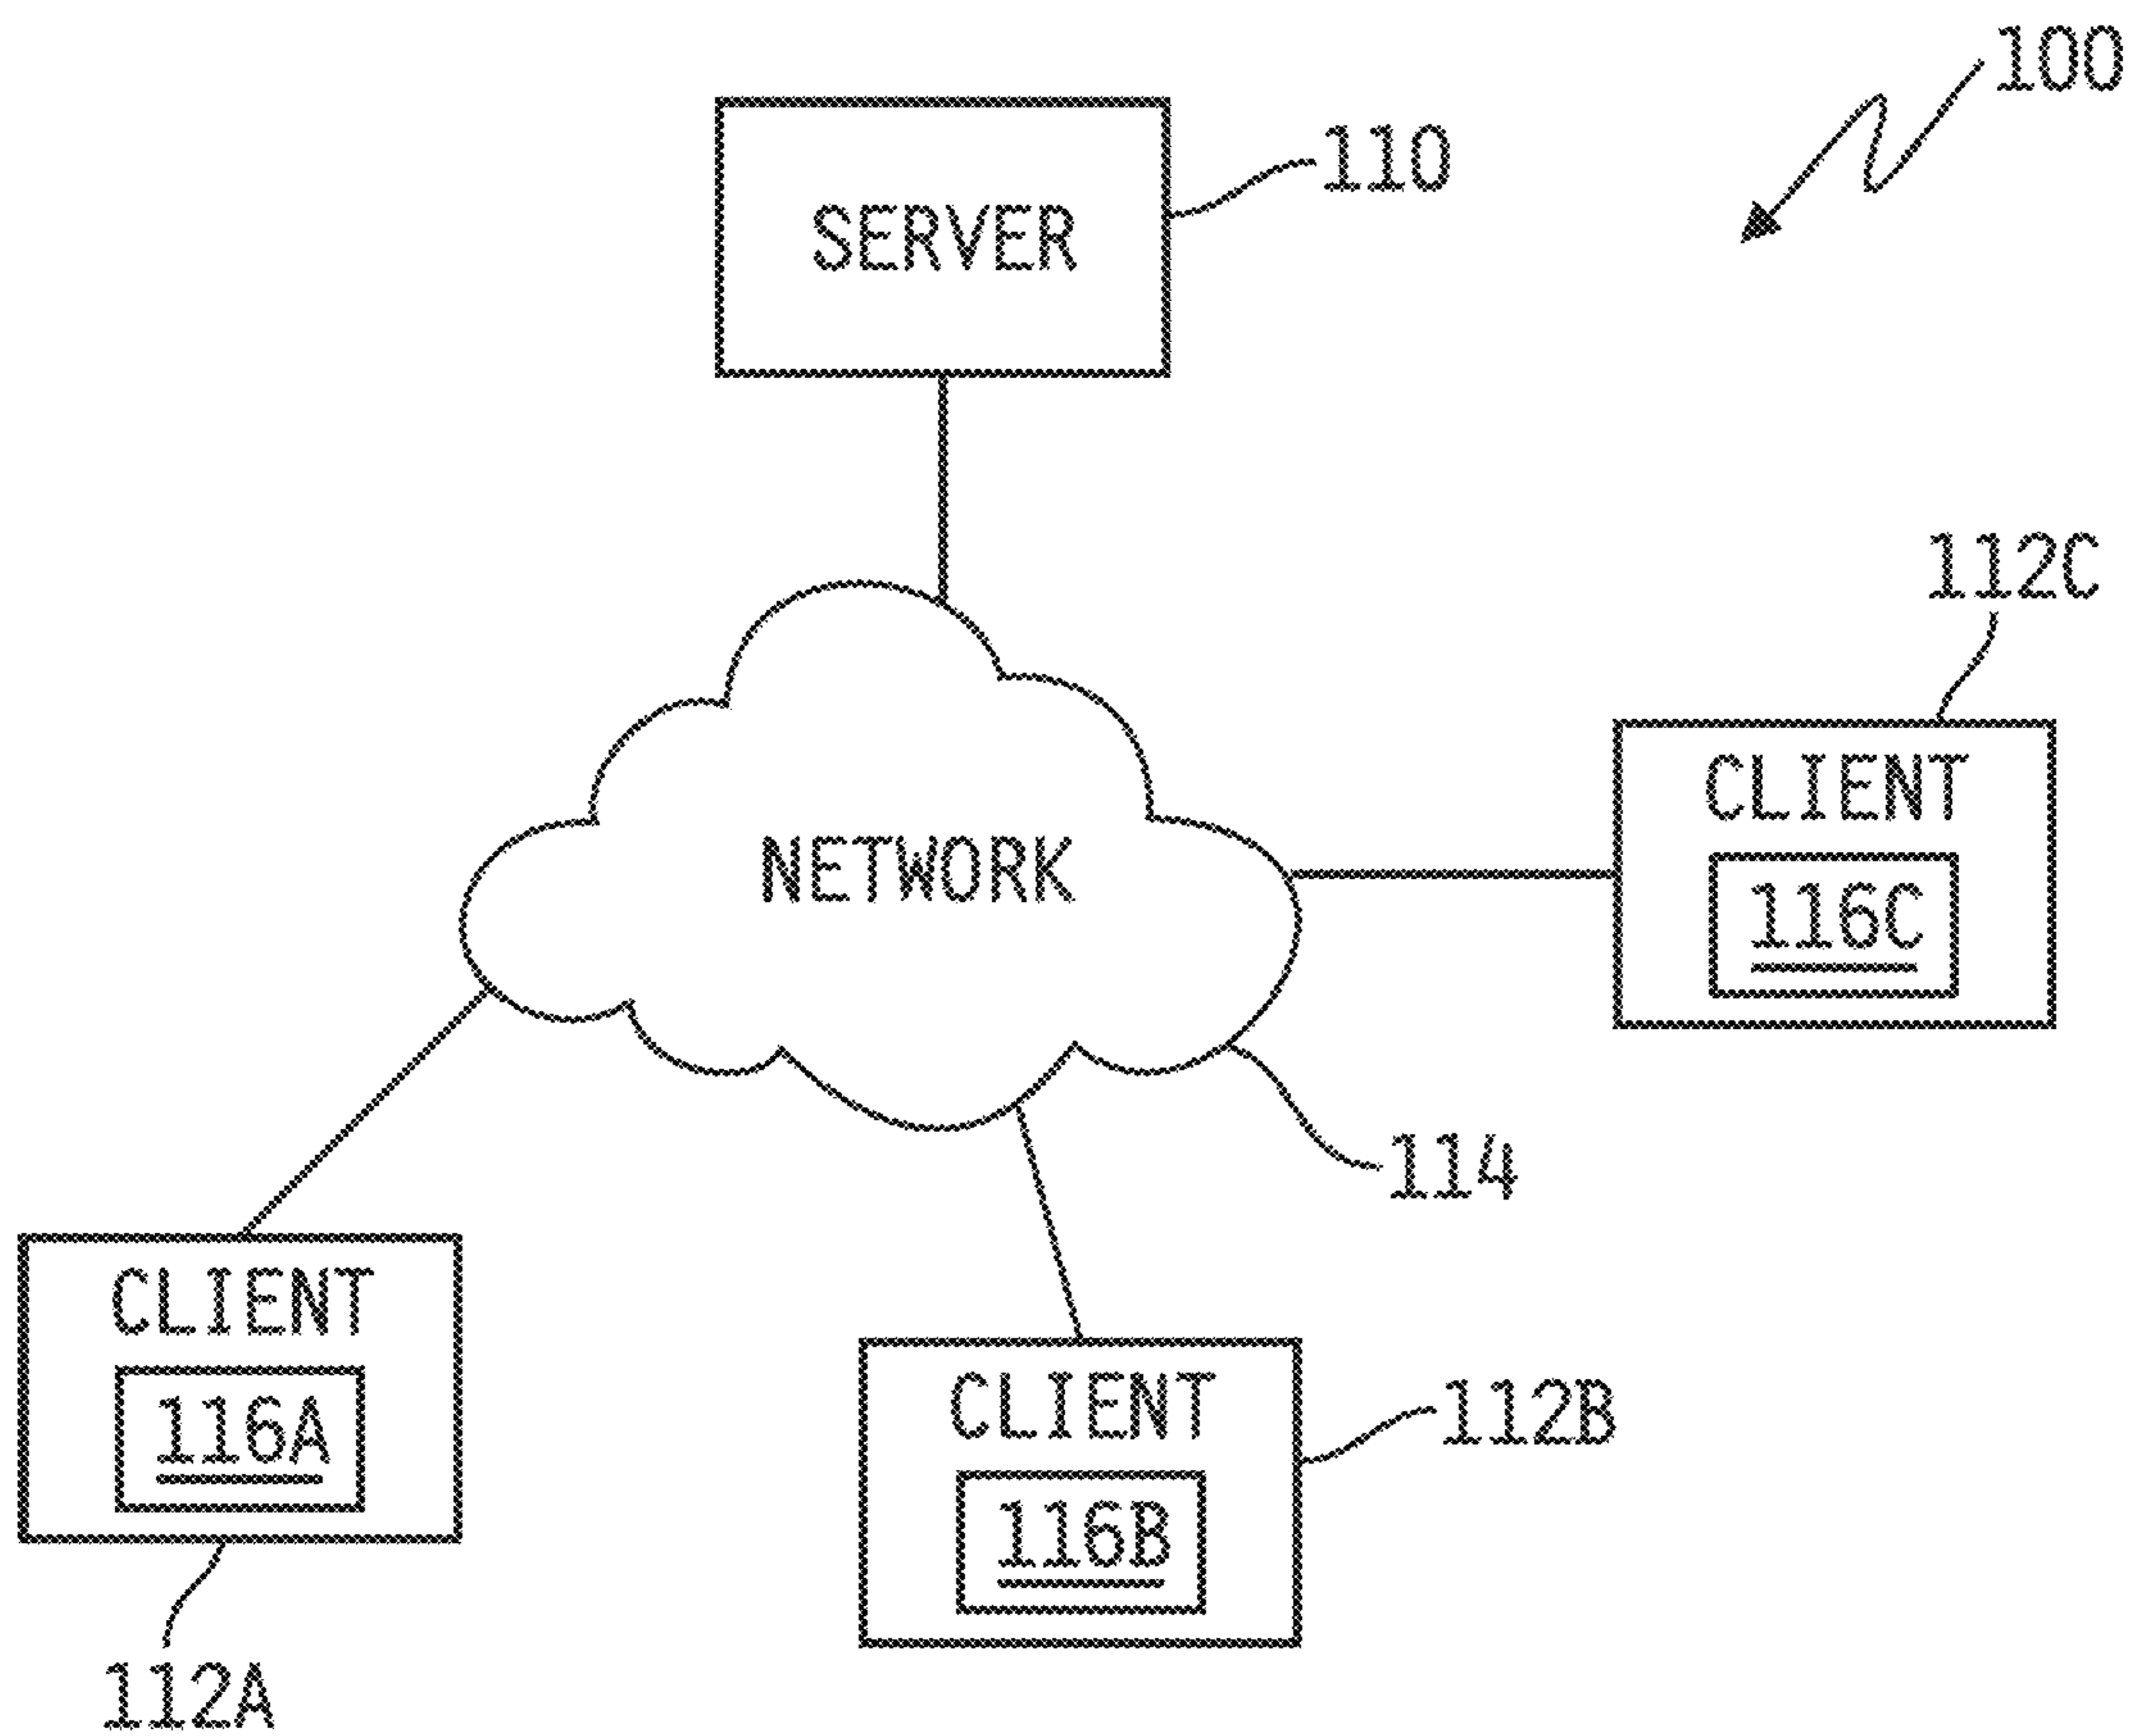 100
110
SERVER
112C
CLIENT
116C
NETWORK
114
CLIENT
116A
112A
CLIENT
116B
112B